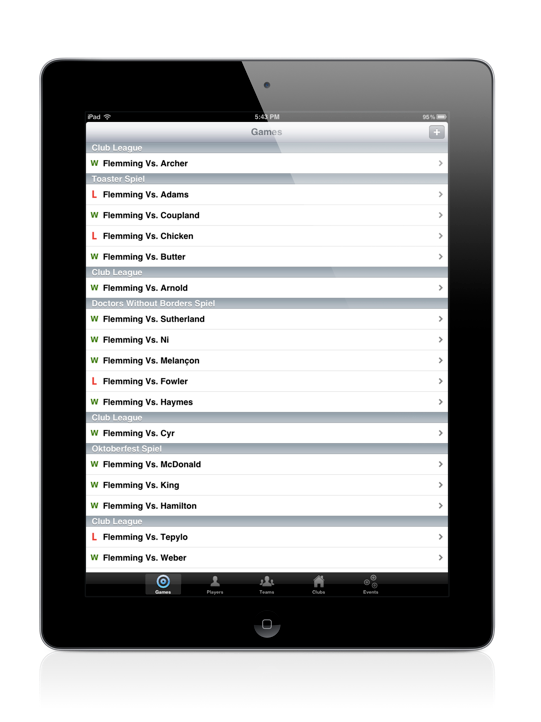 iPad 5:43 PM 95%
Games +
Club League
W Flemming Vs. Archer
Toaster Spiel
L Flemming Vs. Adams
W Flemming Vs. Coupland
L Flemming Vs. Chicken
W Flemming Vs. Butter
Club League
W Flemming Vs. Arnold
Doctors Without Borders Spiel
W Flemming Vs. Sutherland
W Flemming Vs. Ni
W Flemming Vs. Melançon
L Flemming Vs. Fowler
W Flemming Vs. Haymes
Club League
W Flemming Vs. Cyr
Oktoberfest Spiel
W Flemming Vs. McDonald
W Flemming Vs. King
W Flemming Vs. Hamilton
Club League
L Flemming Vs. Tepylo
W Flemming Vs. Weber
Games Players Teams Clubs Events